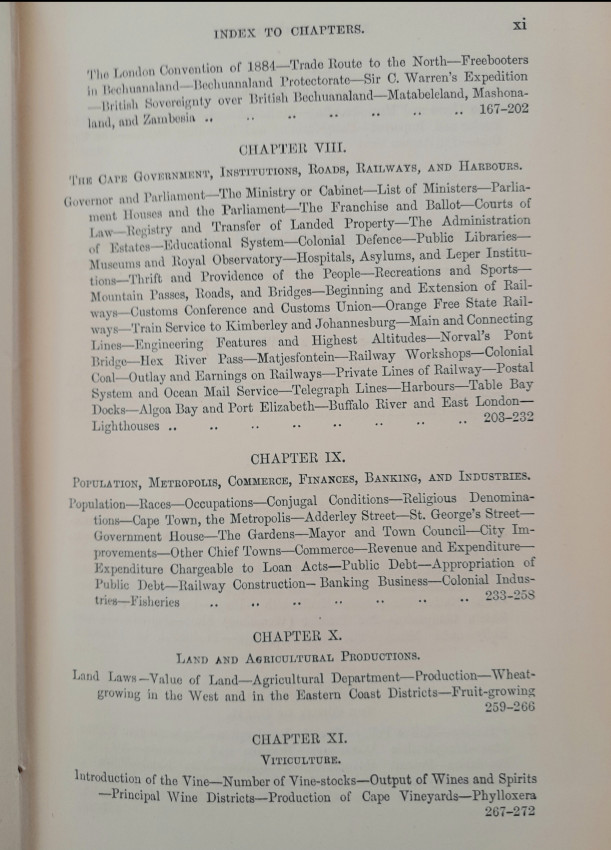 INDEX TO CHAPTERS. xi
The London Convention of 1884—Trade Route to the North—Freebooters
in Bechuanaland—Bechuanaland Protectorate—Sir C. Warren's Expedition
—British Sovereignty over British Bechuanaland—Matabeleland, Mashona-
land, and Zambesia .. .. .. .. .. .. .. 167-202
CHAPTER VIII.
THE CAPE GOVERNMENT, INSTITUTIONS, ROADS, RAILWAYS, AND HARBOURS.
Governor and Parliament—The Ministry or Cabinet—List of Ministers—Parlia-
ment Houses and the Parliament—The Franchise and Ballot—Courts of
Law—Registry and Transfer of Landed Property—The Administration
of Estates—Educational System—Colonial Defence—Public Libraries—
Museums and Royal Observatory—Hospitals, Asylums, and Leper Institu-
tions—Thrift and Providence of the People—Recreations and Sports—
Mountain Passes, Roads, and Bridges—Beginning and Extension of Rail-
ways—Customs Conference and Customs Union—Orange Free State Rail-
ways—Train Service to Kimberley and Johannesburg—Main and Connecting
Lines—Engineering Features and Highest Altitudes—Norval's Pont
Bridge—Hex River Pass—Matjesfontein—Railway Workshops—Colonial
Coal—Outlay and Earnings on Railways—Private Lines of Railway—Postal
System and Ocean Mail Service—Telegraph Lines—Harbours—Table Bay
Docks—Algoa Bay and Port Elizabeth—Buffalo River and East London—
Lighthouses .. .. .. .. .. .. .. .. 203-232
CHAPTER IX.
POPULATION, METROPOLIS, COMMERCE, FINANCES, BANKING, AND INDUSTRIES.
Population—Races—Occupations—Conjugal Conditions—Religious Denomina-
tions—Cape Town, the Metropolis—Adderley Street—St. George's Street—
Government House—The Gardens—Mayor and Town Council—City Im-
provements—Other Chief Towns—Commerce—Revenue and Expenditure—
Expenditure Chargeable to Loan Acts—Public Debt—Appropriation of
Public Debt—Railway Construction—Banking Business—Colonial Indus-
tries—Fisheries .. .. .. .. .. .. .. 233-258
CHAPTER X.
LAND AND AGRICULTURAL PRODUCTIONS.
Land Laws—Value of Land—Agricultural Department—Production—Wheat-
growing in the West and in the Eastern Coast Districts—Fruit-growing
259-266
CHAPTER XI.
VITICULTURE.
Introduction of the Vine—Number of Vine-stocks—Output of Wines and Spirits
—Principal Wine Districts—Production of Cape Vineyards—Phylloxera
267-272